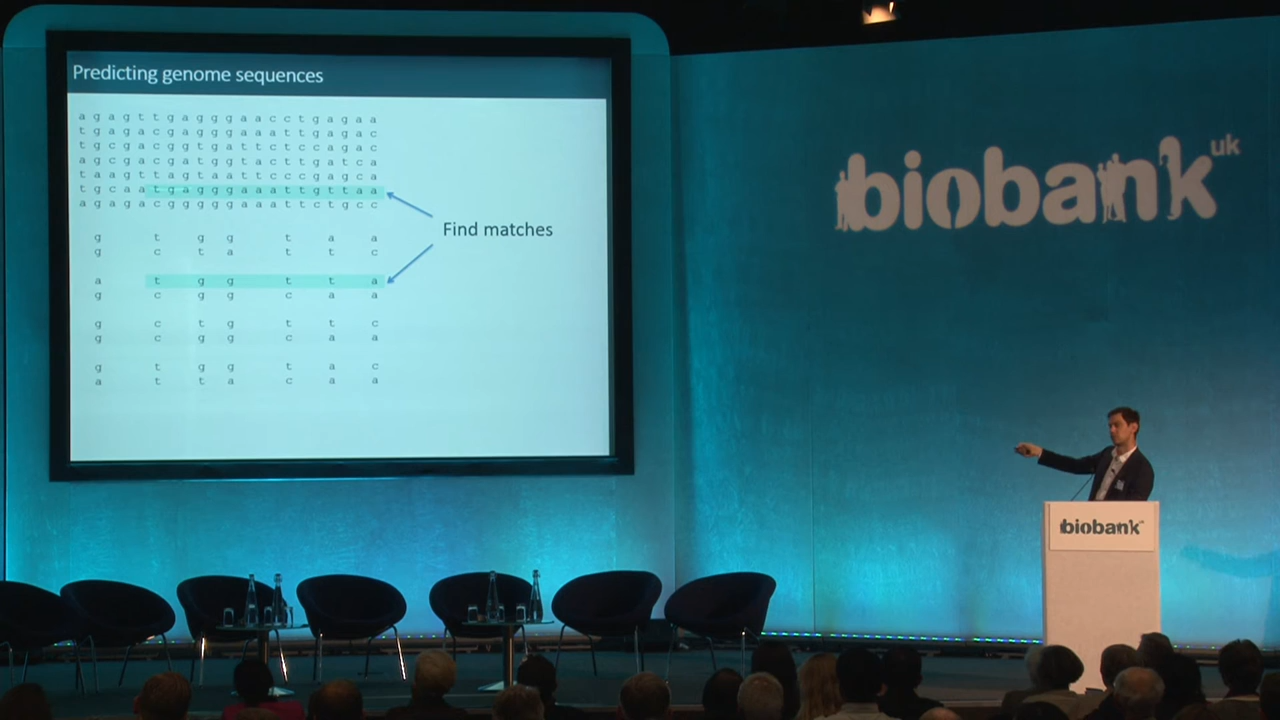 Predicting genome sequences
a g a g t t g a g g g a a c c t g a g a a
t g a g a c g a g g g a a a t t g a g a c
t g c g a c g g t g a t t c t c c a g a c
a g c g a c g a t g g t a c t t g a t c a
t a a g t t a g t a a t t c c c g a g c a
t g c a a t g a g g g a a a t t g t t a a
a g a g a c g g g g g a a a t t c t g c c
g t g g t a a
g c t a t t c
Find matches
a t g g t t a
g c g g c a a
g c t g t t c
g c g g c a a
g t g g t a c
a t t a c a a
biobank uk
biobank